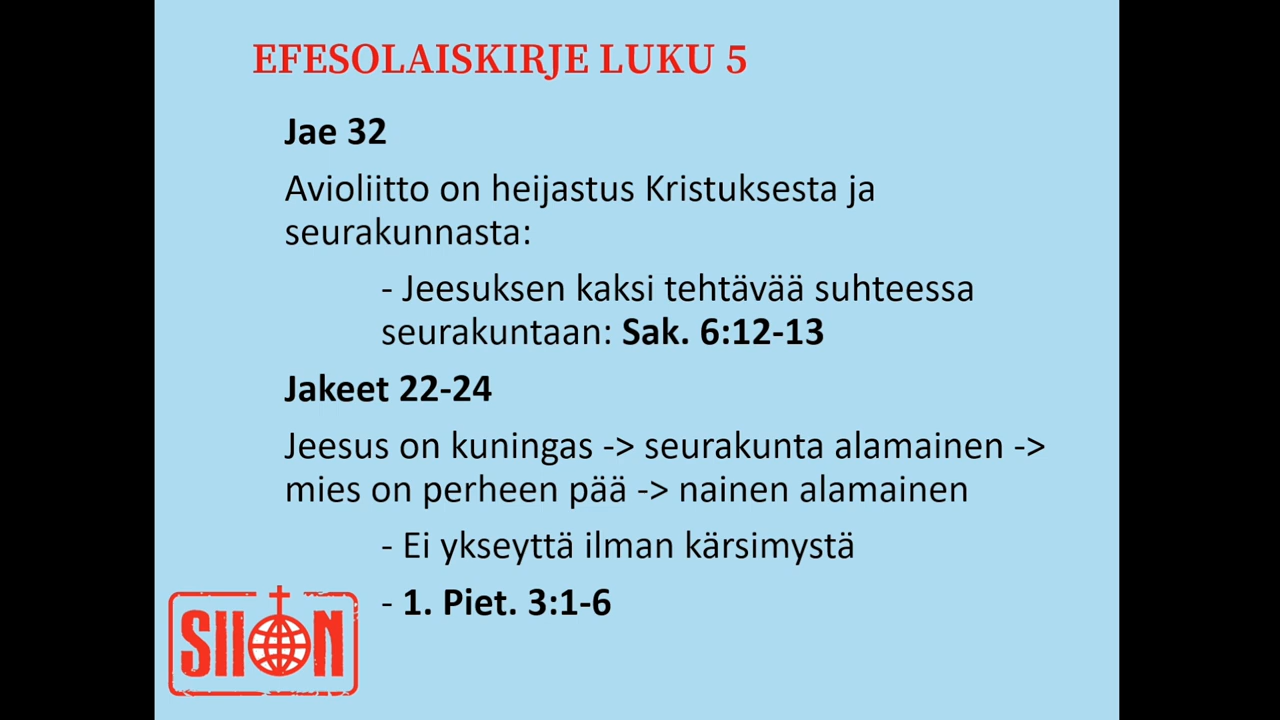 EFESOLAISKIRJE LUKU 5
Jae 32
Avioliitto on heijastus Kristuksesta ja
seurakunnasta:
- Jeesuksen kaksi tehtävää suhteessa
seurakuntaan: Sak. 6:12-13
Jakeet 22-24
Jeesus on kuningas -> seurakunta alamainen ->
mies on perheen pää -> nainen alamainen
- Ei ykseyttä ilman kärsimystä
- 1. Piet. 3:1-6
SIION